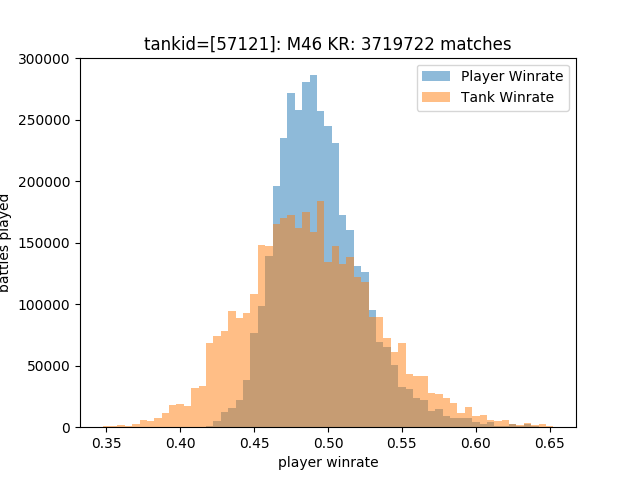 tankid=[57121]: M46 KR: 3719722 matches
Player Winrate
Tank Winrate
300000
250000
200000
150000
100000
50000
0
battles played
0.35 0.40 0.45 0.50 0.55 0.60 0.65
player winrate